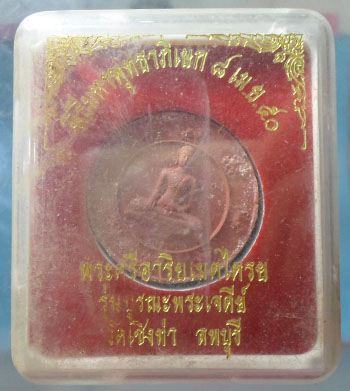 พิธีมหาพุทธาภิเษก ๘ เม.ย. ๕๐
พระศรีอาริยเมตไตรย
รุ่นบูรณะพระเจดีย์
วัดเชิงท่า ลพบุรี